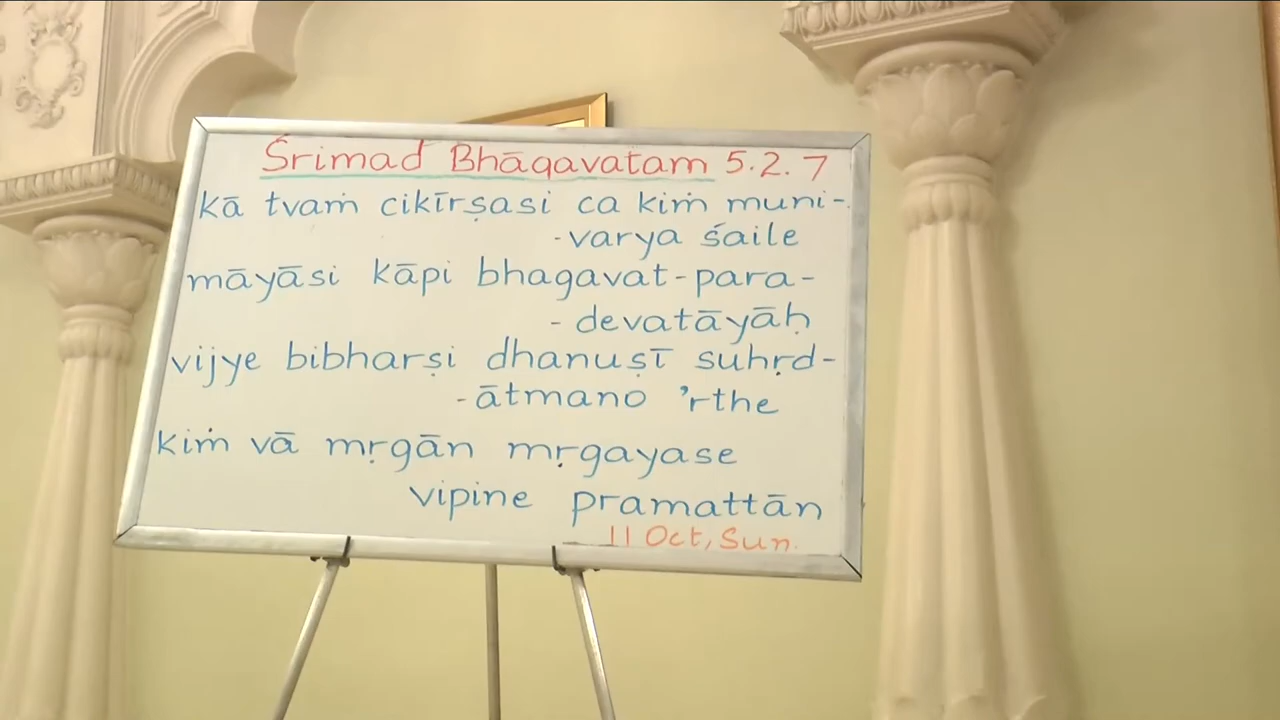 Śrimad Bhāgavatam 5.2.7
kā tvaṁ cikīrṣasi ca kiṁ muni-
-varya śaile
māyāsi kāpi bhagavat-para-
- devatāyāḥ
vijye bibharṣi dhanuṣī suhṛd-
-ātmano 'rthe
kiṁ vā mṛgān mṛgayase
vipine pramattān
11 Oct, Sun.